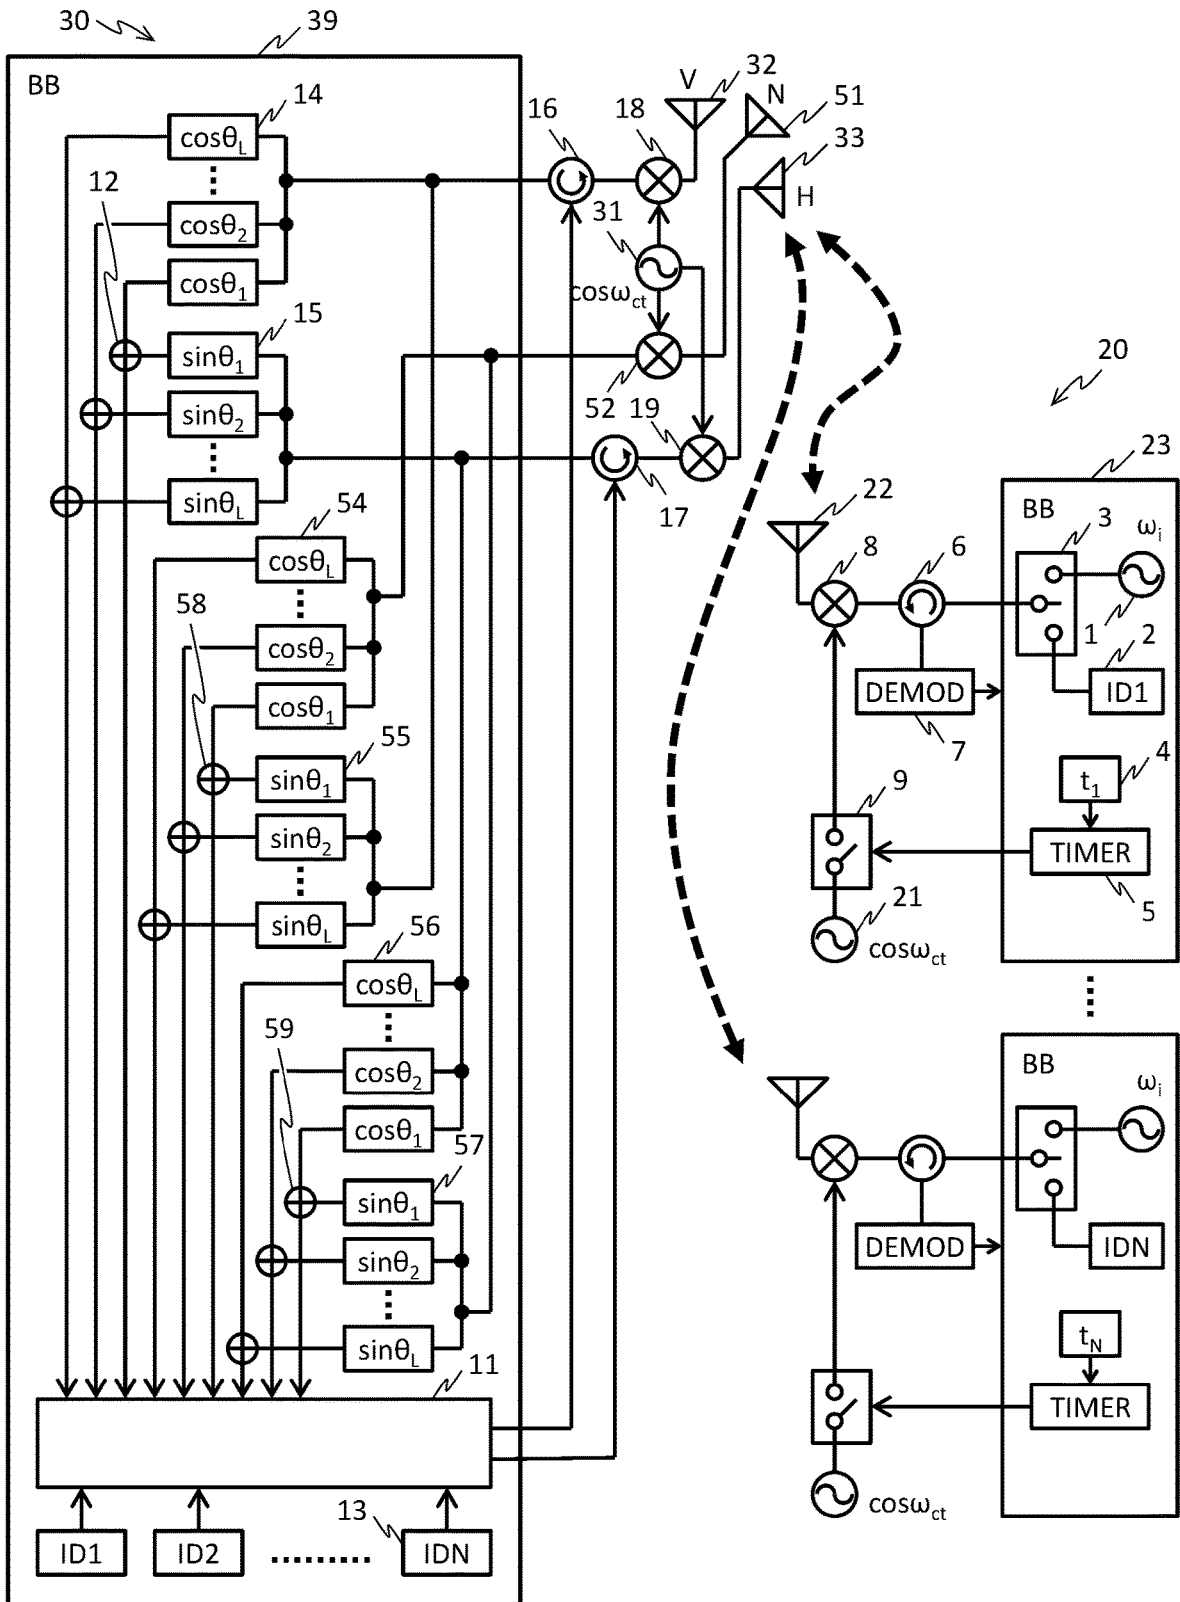 30
39
BB
14
cosθL
cosθ2
12
cosθ1
15
sinθ1
sinθ2
sinθL
16
18
V
32
N
51
33
H
31
cosωct
52
19
17
54
cosθL
58
cosθ2
cosθ1
55
sinθ1
sinθ2
sinθL
56
cosθL
59
cosθ2
cosθ1
57
sinθ1
sinθ2
sinθL
11
13
ID1
ID2
IDN
20
23
BB
3
ωi
22
8
6
1
2
ID1
DEMOD
7
4
t1
9
TIMER
5
21
cosωct
BB
ωi
DEMOD
IDN
tN
TIMER
cosωct